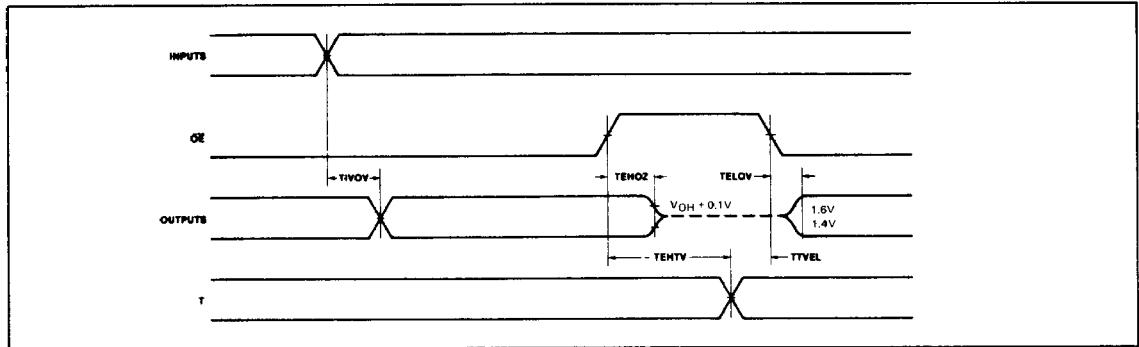 INPUTS
OE
TIVOV
TEHOZ
TELOV
OUTPUTS
VOH + 0.1V
1.6V
1.4V
TEHTV
TTVEL
T